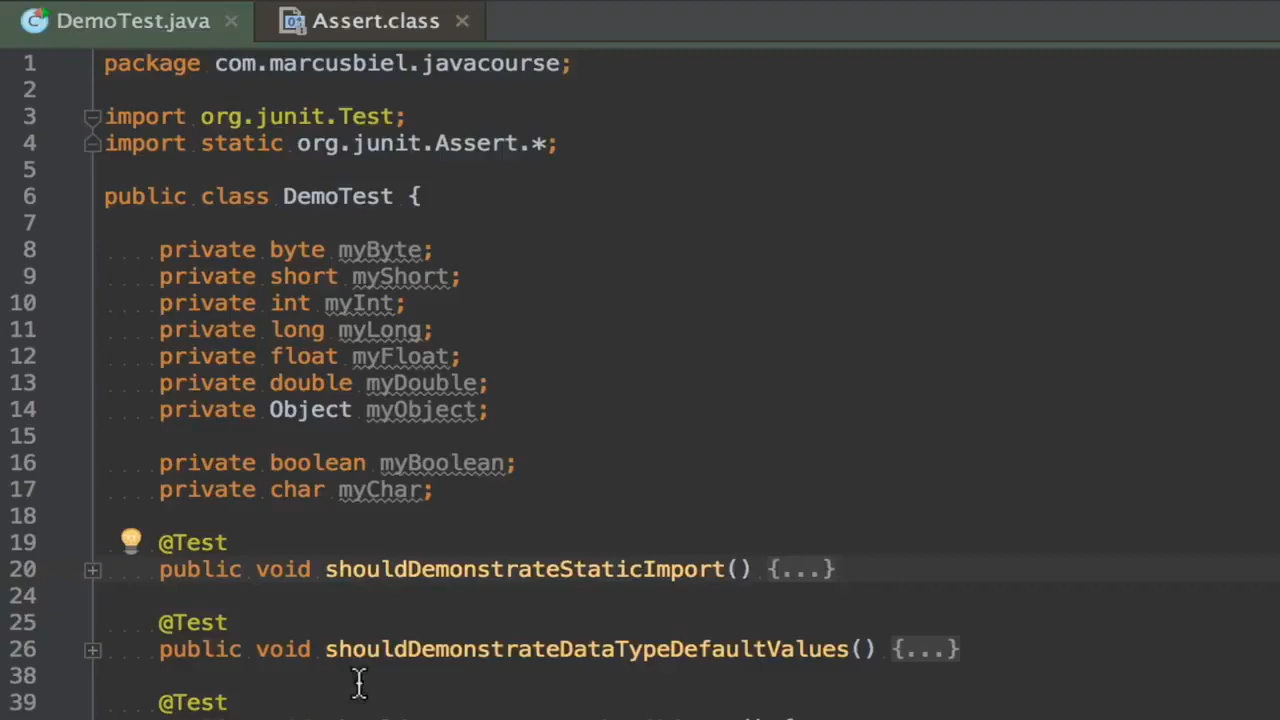 DemoTest.java Assert.class
1 package com.marcusbiel.javacourse;
2
3 import org.junit.Test;
4 import static org.junit.Assert.*;
5
6 public class DemoTest {
7
8 private byte myByte;
9 private short myShort;
10 private int myInt;
11 private long myLong;
12 private float myFloat;
13 private double myDouble;
14 private Object myObject;
15
16 private boolean myBoolean;
17 private char myChar;
18
19 @Test
20 public void shouldDemonstrateStaticImport() {...}
24
25 @Test
26 public void shouldDemonstrateDataTypeDefaultValues() {...}
38
39 @Test